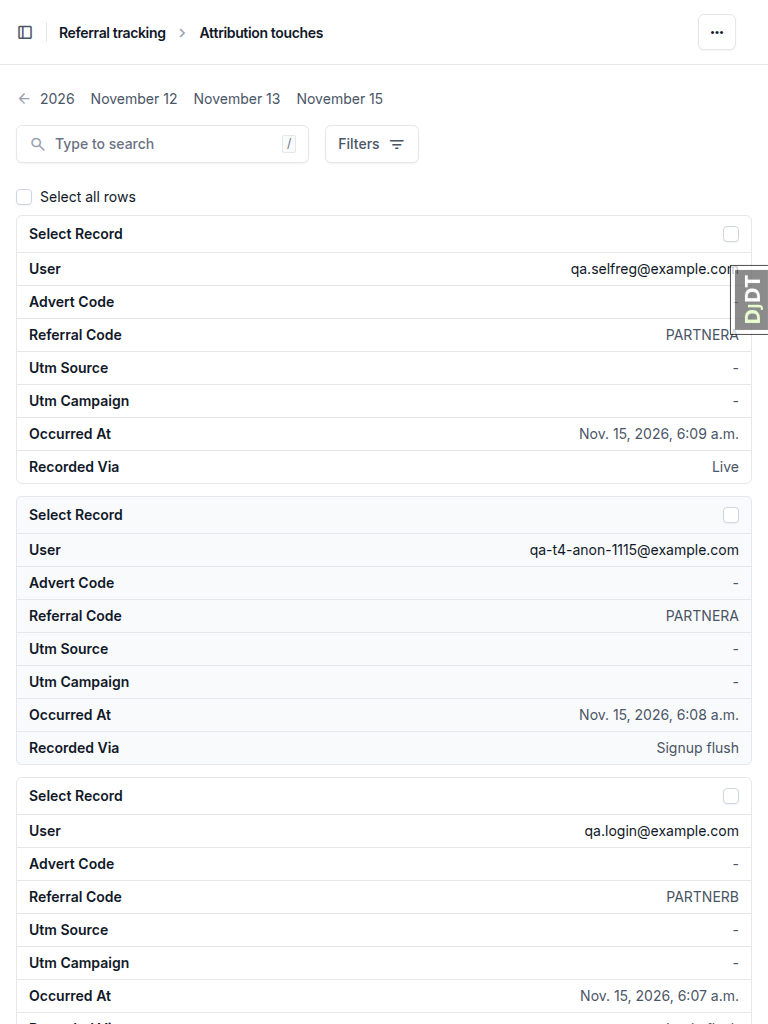 Referral tracking > Attribution touches
← 2026 November 12 November 13 November 15
Type to search /
Filters
Select all rows
Select Record
User qa.selfreg@example.com
Advert Code -
DJDT
Referral Code PARTNERA
Utm Source -
Utm Campaign -
Occurred At Nov. 15, 2026, 6:09 a.m.
Recorded Via Live
Select Record
User qa-t4-anon-1115@example.com
Advert Code -
Referral Code PARTNERA
Utm Source -
Utm Campaign -
Occurred At Nov. 15, 2026, 6:08 a.m.
Recorded Via Signup flush
Select Record
User qa.login@example.com
Advert Code -
Referral Code PARTNERB
Utm Source -
Utm Campaign -
Occurred At Nov. 15, 2026, 6:07 a.m.